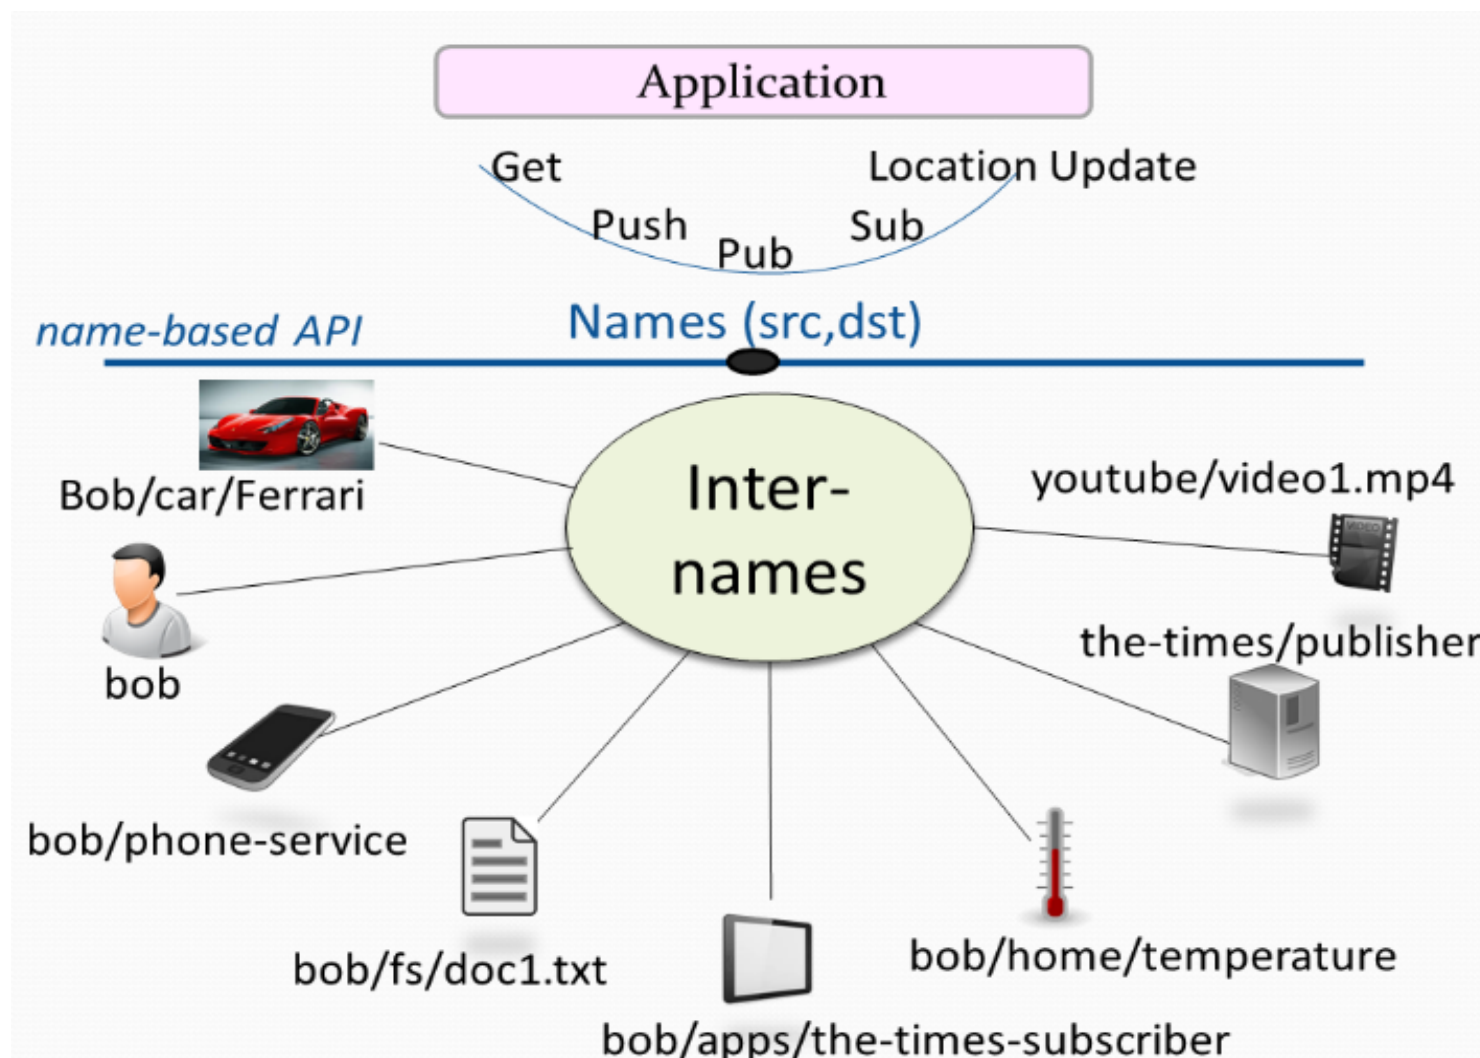 Application
Get
Location Update
Push
Sub
Pub
name-based API
Names (src,dst)
Inter-
names
Bob/car/Ferrari
youtube/video1.mp4
VIDEO
bob
the-times/publisher
bob/phone-service
bob/fs/doc1.txt
bob/home/temperature
bob/apps/the-times-subscriber